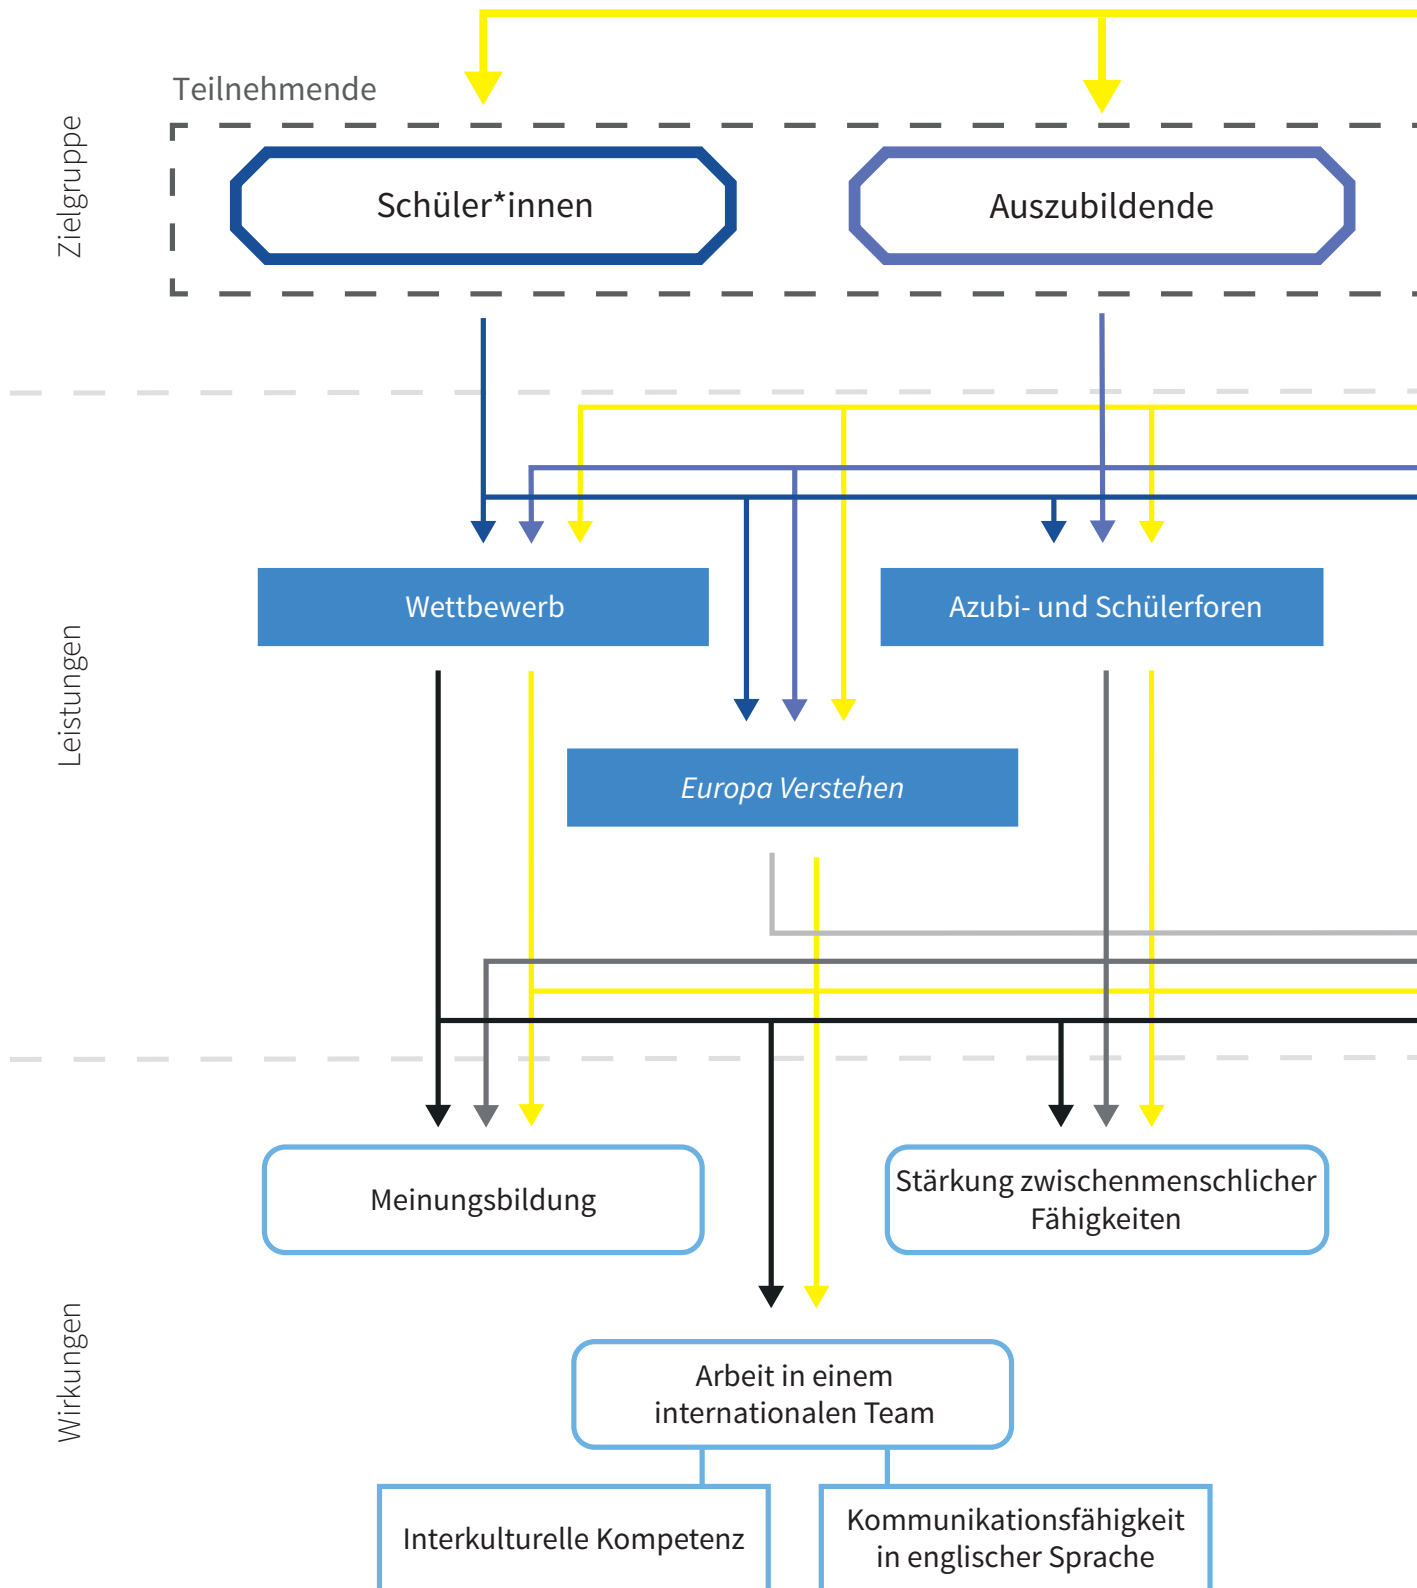 Zielgruppe
Teilnehmende
Schüler*innen
Auszubildende
Leistungen
Wettbewerb
Azubi- und Schülerforen
Europa Verstehen
Wirkungen
Meinungsbildung
Stärkung zwischenmenschlicher
Fähigkeiten
Arbeit in einem
internationalen Team
Interkulturelle Kompetenz
Kommunikationsfähigkeit
in englischer Sprache